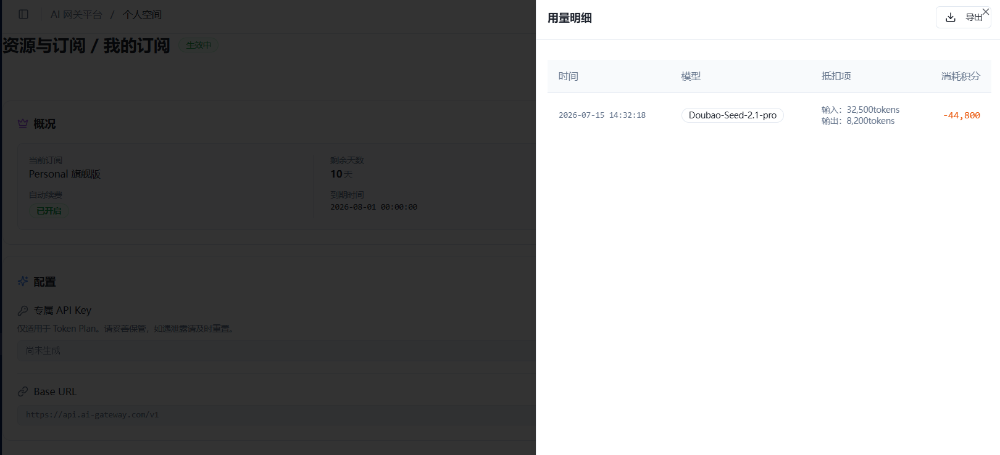 AI 网关平台 / 个人空间
资源与订阅 / 我的订阅 生效中
概况
当前订阅
Personal 旗舰版
自动续费
已开启
剩余天数
10天
到期时间
2026-08-01 00:00:00
配置
专属 API Key
仅适用于 Token Plan。请妥善保管，如遇泄露请及时重置。
尚未生成
Base URL
https://api.ai-gateway.com/v1
用量明细
导出
时间 模型 抵扣项 消耗积分
2026-07-15 14:32:18 Doubao-Seed-2.1-pro 输入：32,500tokens -44,800
输出：8,200tokens